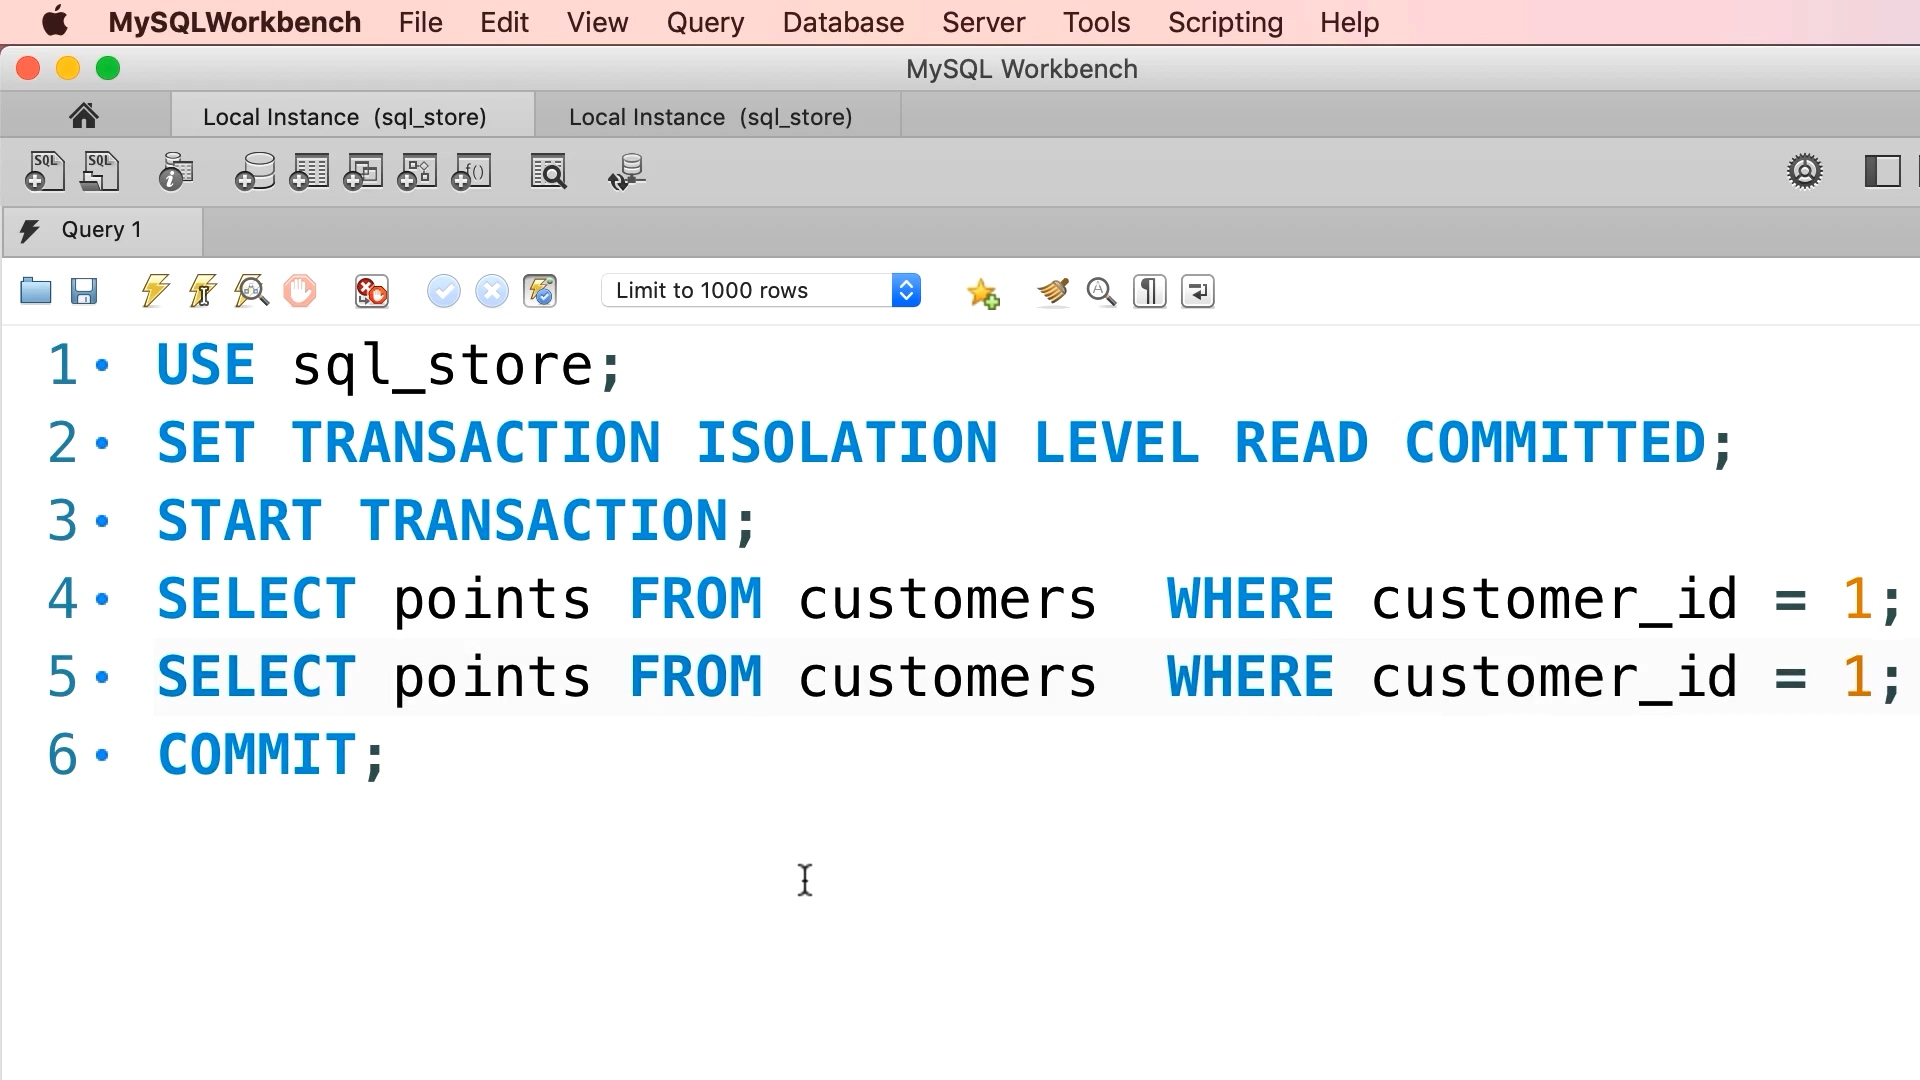 MySQLWorkbench File Edit View Query Database Server Tools Scripting Help
MySQL Workbench
Local Instance (sql_store) Local Instance (sql_store)
SQL SQL
Query 1
Limit to 1000 rows
1 USE sql_store;
2 SET TRANSACTION ISOLATION LEVEL READ COMMITTED;
3 START TRANSACTION;
4 SELECT points FROM customers  WHERE customer_id = 1;
5 SELECT points FROM customers  WHERE customer_id = 1;
6 COMMIT;